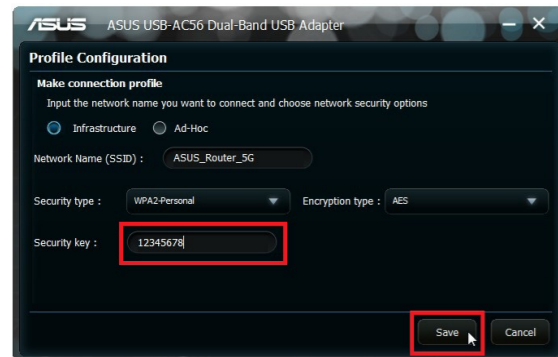 ASUS ASUS USB-AC56 Dual-Band USB Adapter
Profile Configuration
Make connection profile
Input the network name you want to connect and choose network security options
Infrastructure Ad-Hoc
Network Name (SSID) : ASUS_Router_5G
Security type : WPA2-Personal Encryption type : AES
Security key : 12345678
Save Cancel